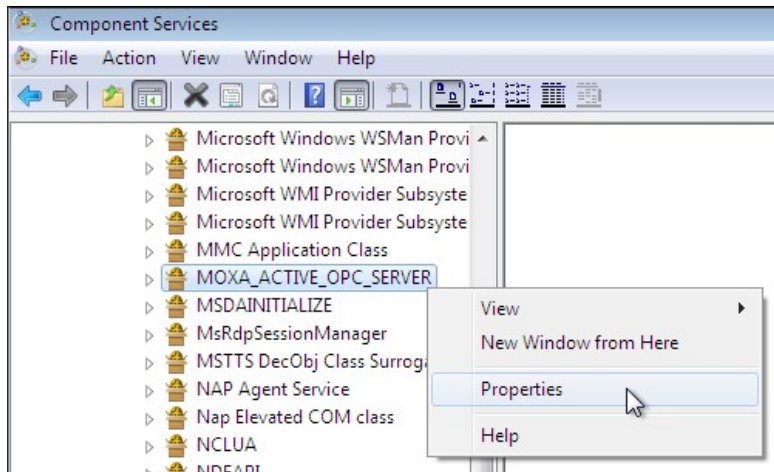 Component Services
File Action View Window Help
Microsoft Windows WSMan Provi
Microsoft Windows WSMan Provi
Microsoft WMI Provider Subsyste
Microsoft WMI Provider Subsyste
MMC Application Class
MOXA_ACTIVE_OPC_SERVER
MSDAINITIALIZE
MsRdpSessionManager
MSTTS DecObj Class Surroga
NAP Agent Service
Nap Elevated COM class
NCLUA
NDFAPI
View
New Window from Here
Properties
Help